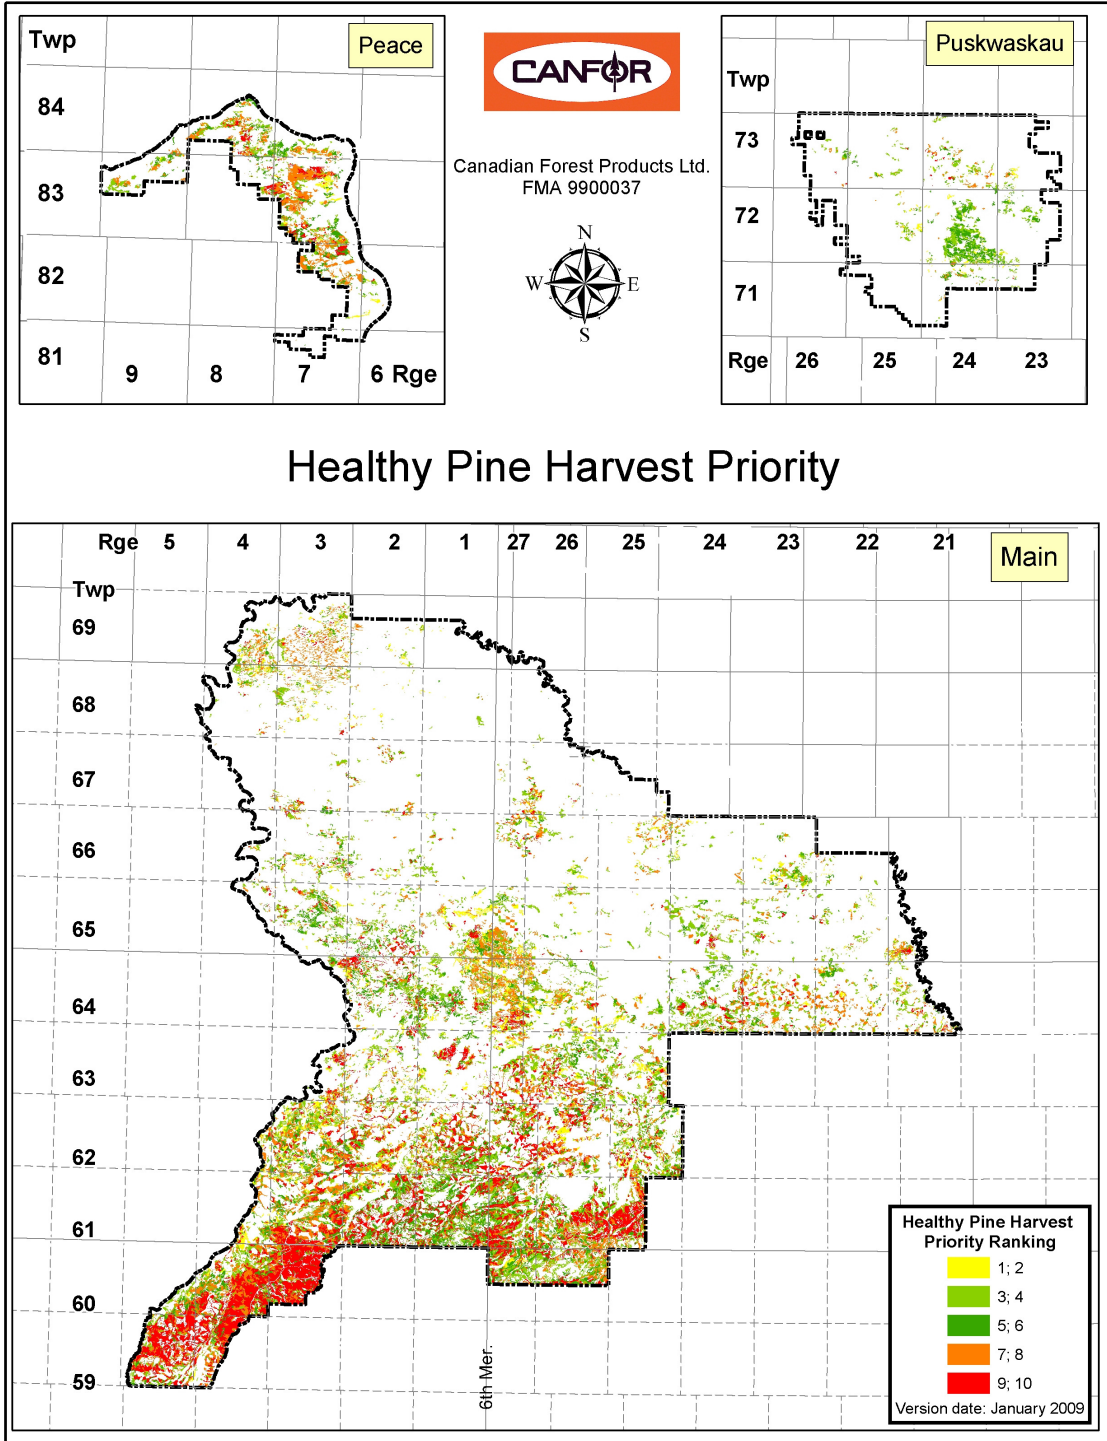 Twp
Peace
84
83
82
81
9 8 7 6 Rge
CANFOR
Canadian Forest Products Ltd.
FMA 9900037
N
W E
S
Puskwaskau
Twp
73
72
71
Rge 26 25 24 23
Healthy Pine Harvest Priority
Rge 5 4 3 2 1 27 26 25 24 23 22 21
Main
Twp
69
68
67
66
65
64
63
62
61
60
59
6th Mer.
Healthy Pine Harvest
Priority Ranking
1; 2
3; 4
5; 6
7; 8
9; 10
Version date: January 2009